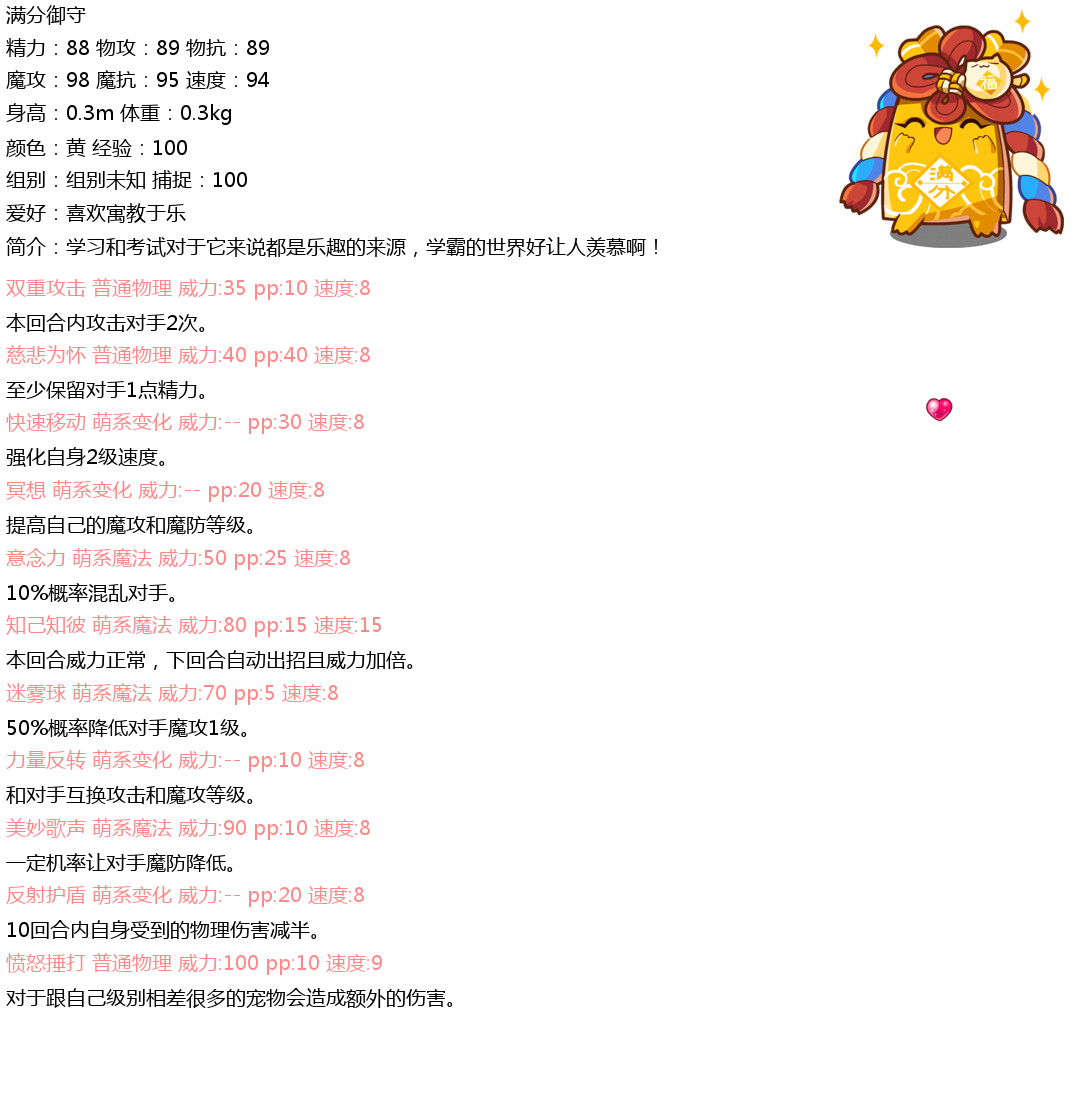 满分御守
精力：88 物攻：89 物抗：89
魔攻：98 魔抗：95 速度：94
身高：0.3m 体重：0.3kg
颜色：黄 经验：100
组别：组别未知 捕捉：100
爱好：喜欢寓教于乐
简介：学习和考试对于它来说都是乐趣的来源，学霸的世界好让人羡慕啊！
福
满分
双重攻击 普通物理 威力:35 pp:10 速度:8
本回合内攻击对手2次。
慈悲为怀 普通物理 威力:40 pp:40 速度:8
至少保留对手1点精力。
快速移动 萌系变化 威力:-- pp:30 速度:8
强化自身2级速度。
冥想 萌系变化 威力:-- pp:20 速度:8
提高自己的魔攻和魔防等级。
意念力 萌系魔法 威力:50 pp:25 速度:8
10%概率混乱对手。
知己知彼 萌系魔法 威力:80 pp:15 速度:15
本回合威力正常，下回合自动出招且威力加倍。
迷雾球 萌系魔法 威力:70 pp:5 速度:8
50%概率降低对手魔攻1级。
力量反转 萌系变化 威力:-- pp:10 速度:8
和对手互换攻击和魔攻等级。
美妙歌声 萌系魔法 威力:90 pp:10 速度:8
一定机率让对手魔防降低。
反射护盾 萌系变化 威力:-- pp:20 速度:8
10回合内自身受到的物理伤害减半。
愤怒捶打 普通物理 威力:100 pp:10 速度:9
对于跟自己级别相差很多的宠物会造成额外的伤害。